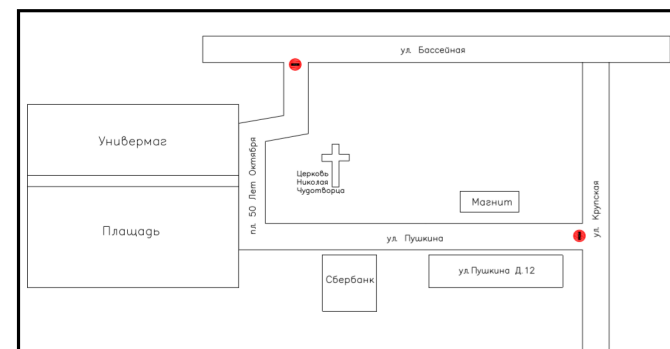 ул. Бассейная
Универмаг
пл. 50 Лет Октября
Церковь
Николая
Чудотворца
Магнит
ул. Крупская
Плащадь
ул. Пушкина
Сбербанк
ул.Пушкина Д.12